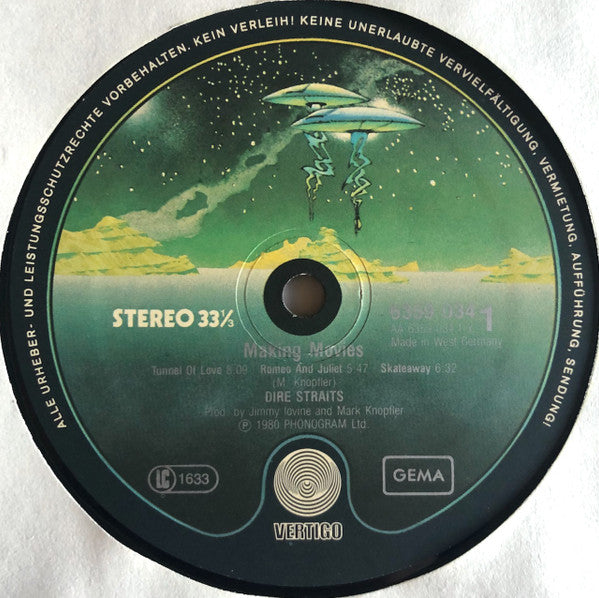 ALLE URHEBER- UND LEISTUNGSSCHUTZRECHTE VORBEHALTEN. KEIN VERLEIH! KEINE UNERLAUBTE VERVIELFÄLTIGUNG, VERMIETUNG, AUFFÜHRUNG, SENDUNG!
STEREO 33⅓
6359 034 1
Made in West Germany
Making Movies
Tunnel Of Love 8:09 Romeo And Juliet 5:47 Skateaway 6:32
(M. Knopfler)
DIRE STRAITS
Prod. by Jimmy Iovine and Mark Knopfler
℗ 1980 PHONOGRAM Ltd.
LC 1633
GEMA
VERTIGO